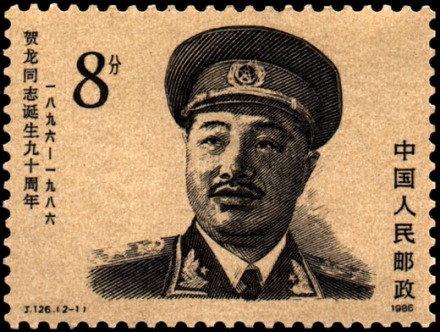 8分
贺龙同志诞生九十周年
一八九六—一九八六
中国人民邮政
J.126.(2-1)
1986